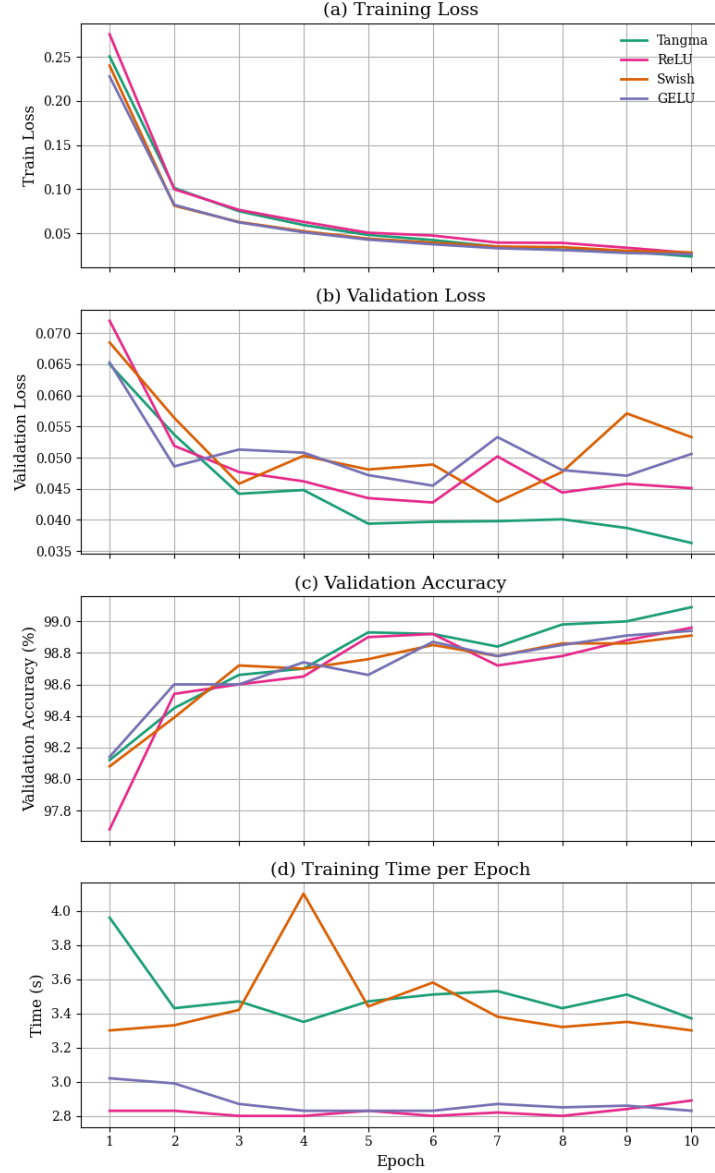 (a) Training Loss
Tangma
ReLU
Swish
GELU
Train Loss
0.25
0.20
0.15
0.10
0.05
(b) Validation Loss
Validation Loss
0.070
0.065
0.060
0.055
0.050
0.045
0.040
0.035
(c) Validation Accuracy
Validation Accuracy (%)
99.0
98.8
98.6
98.4
98.2
98.0
97.8
(d) Training Time per Epoch
Time (s)
4.0
3.8
3.6
3.4
3.2
3.0
2.8
1 2 3 4 5 6 7 8 9 10
Epoch